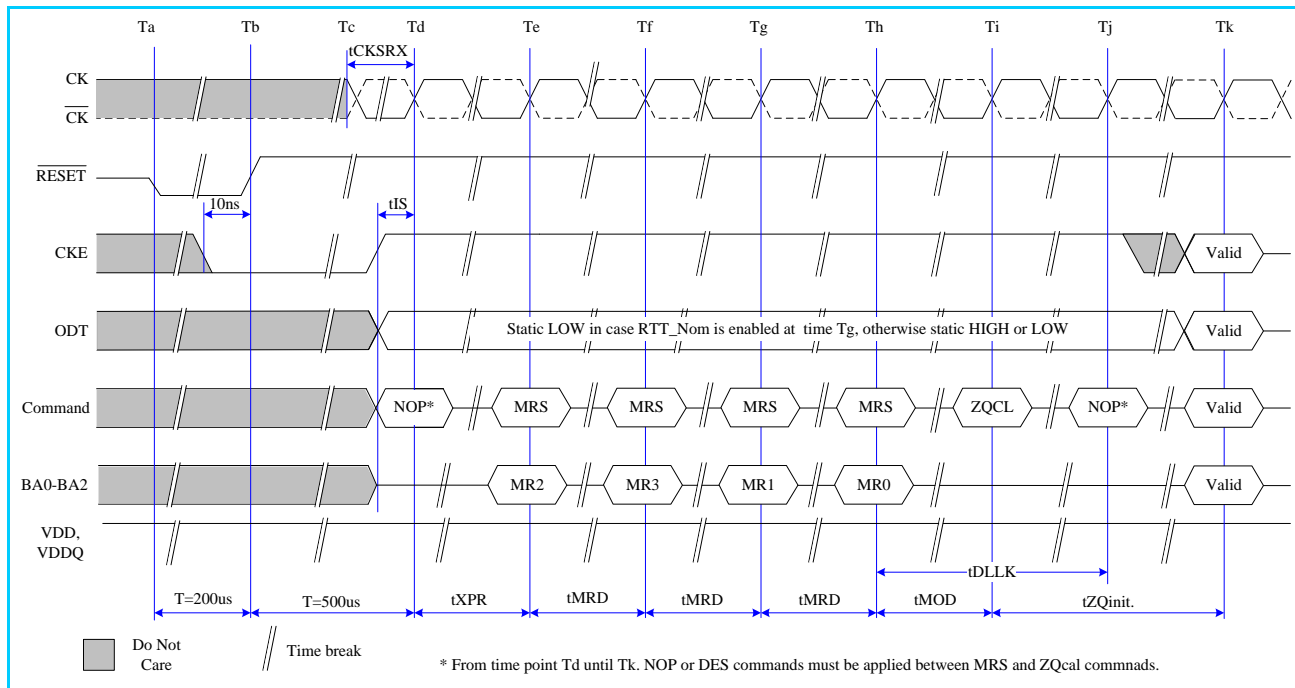 Ta Tb Tc Td Te Tf Tg Th Ti Tj Tk
tCKSRX
CK
CK
RESET
10ns tIS
CKE Valid
ODT Static LOW in case RTT_Nom is enabled at time Tg, otherwise static HIGH or LOW Valid
Command NOP* MRS MRS MRS MRS ZQCL NOP* Valid
BA0-BA2 MR2 MR3 MR1 MR0 Valid
VDD,
VDDQ
tDLLK
T=200us T=500us tXPR tMRD tMRD tMRD tMOD tZQinit.
Do Not
Care
Time break
* From time point Td until Tk. NOP or DES commands must be applied between MRS and ZQcal commnads.